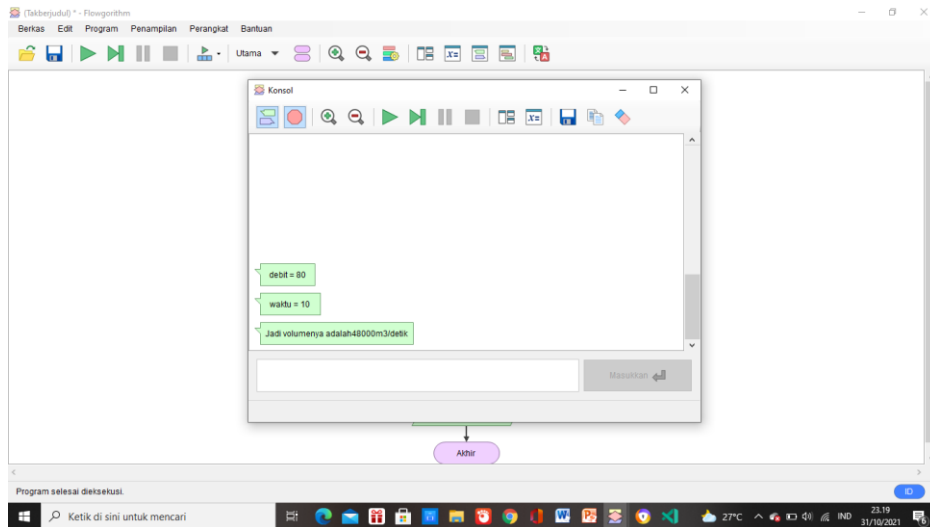 (Takberjudul) * - Flowgorithm
Berkas Edit Program Penampilan Perangkat Bantuan
Utama
Konsol
debit = 80
waktu = 10
Jadi volumenya adalah48000m3/detik
Masukkan
Akhir
Program selesai dieksekusi.
ID
Ketik di sini untuk mencari
27°C
IND
23.19
31/10/2021